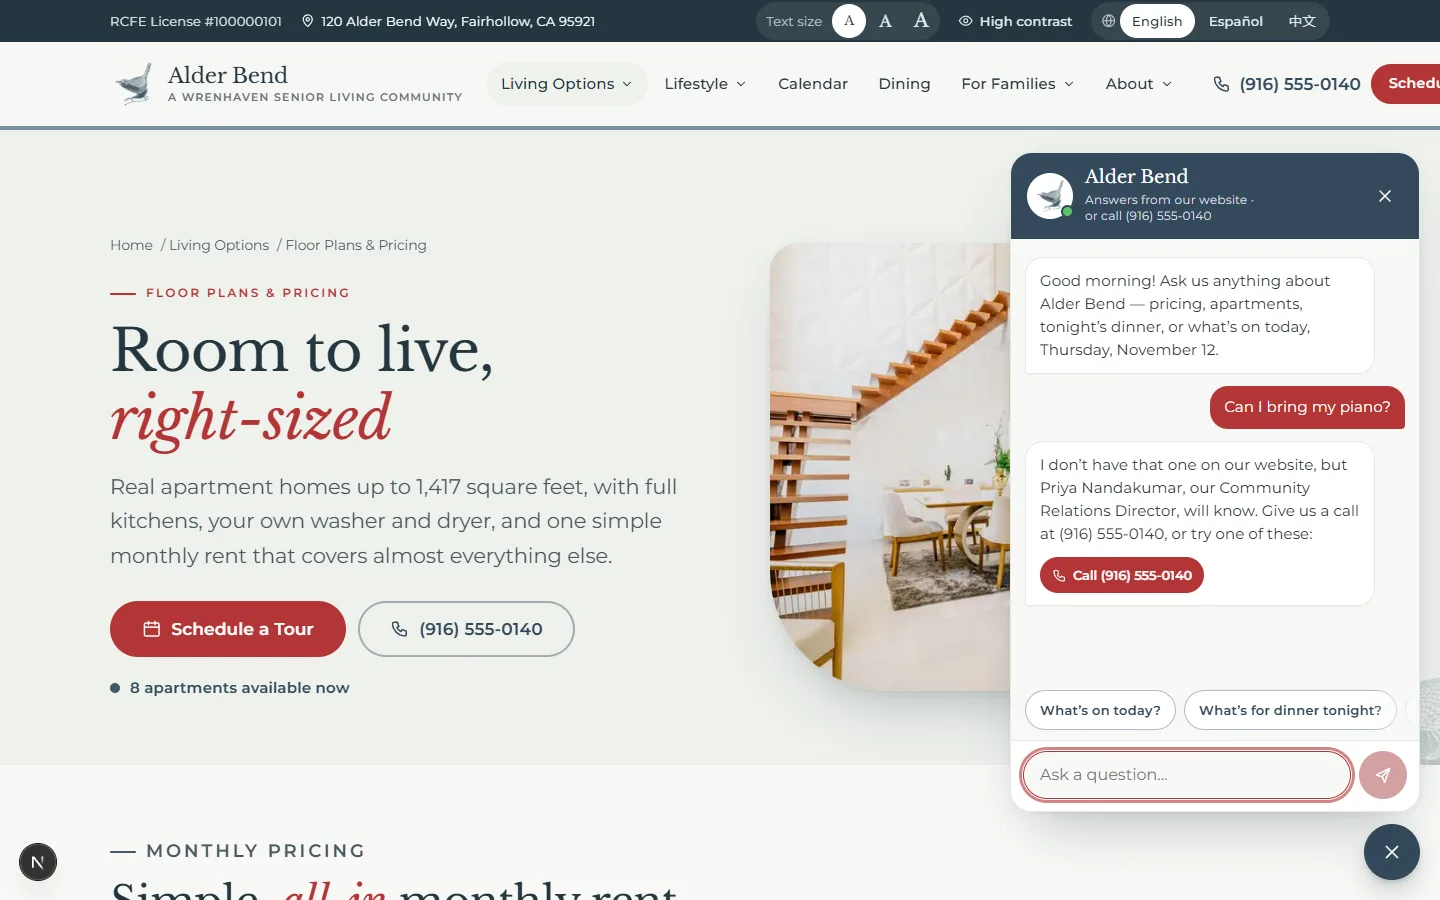 RCFE License #100000101
120 Alder Bend Way, Fairhollow, CA 95921
Text size A A A
High contrast
English Español 中文
Alder Bend
A WRENHAVEN SENIOR LIVING COMMUNITY
Living Options
Lifestyle
Calendar
Dining
For Families
About
(916) 555-0140
Home / Living Options / Floor Plans & Pricing
FLOOR PLANS & PRICING
Room to live,
right-sized
Real apartment homes up to 1,417 square feet, with full
kitchens, your own washer and dryer, and one simple
monthly rent that covers almost everything else.
Schedule a Tour
(916) 555-0140
8 apartments available now
MONTHLY PRICING
Simple, all-in monthly rent
Alder Bend
Answers from our website ·
or call (916) 555-0140
Good morning! Ask us anything about
Alder Bend — pricing, apartments,
tonight’s dinner, or what’s on today,
Thursday, November 12.
Can I bring my piano?
I don’t have that one on our website, but
Priya Nandakumar, our Community
Relations Director, will know. Give us a call
at (916) 555-0140, or try one of these:
Call (916) 555-0140
What’s on today?
What’s for dinner tonight?
Ask a question...
N